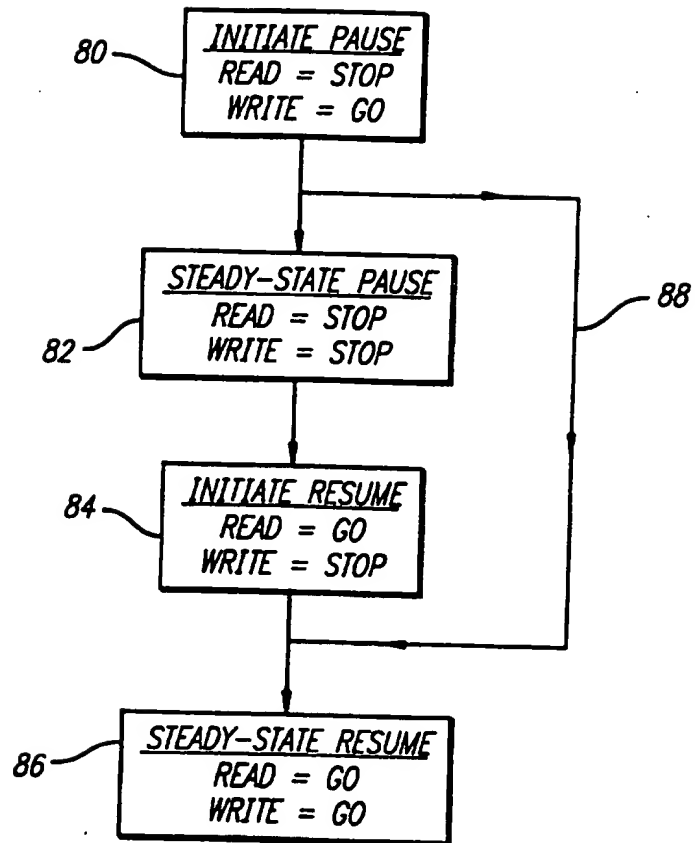 80
INITIATE PAUSE
READ = STOP
WRITE = GO
STEADY-STATE PAUSE
READ = STOP
WRITE = STOP
82
88
INITIATE RESUME
READ = GO
WRITE = STOP
84
STEADY-STATE RESUME
READ = GO
WRITE = GO
86